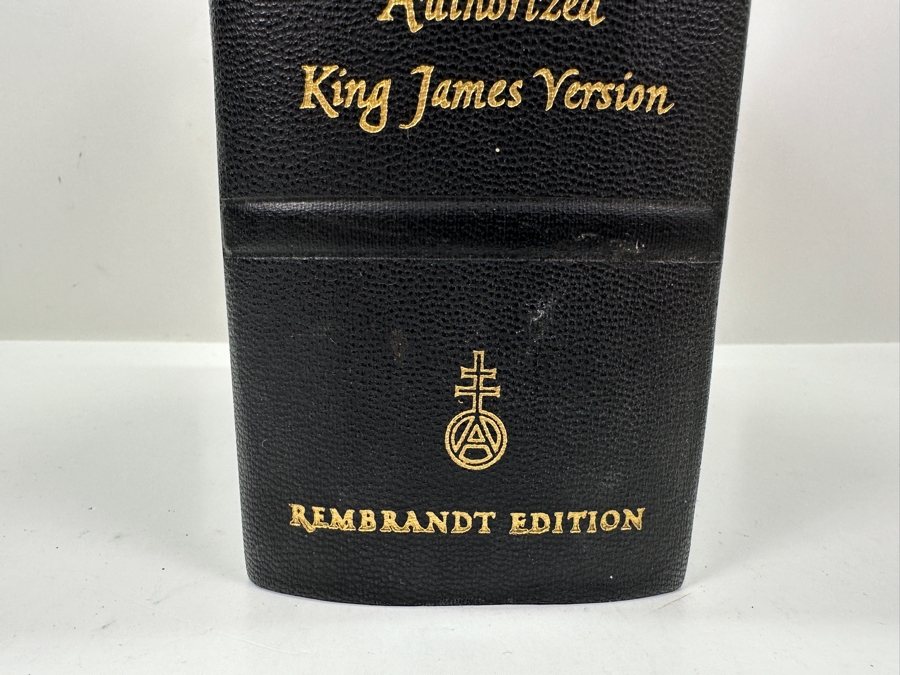 Authorized
King James Version
A
REMBRANDT EDITION